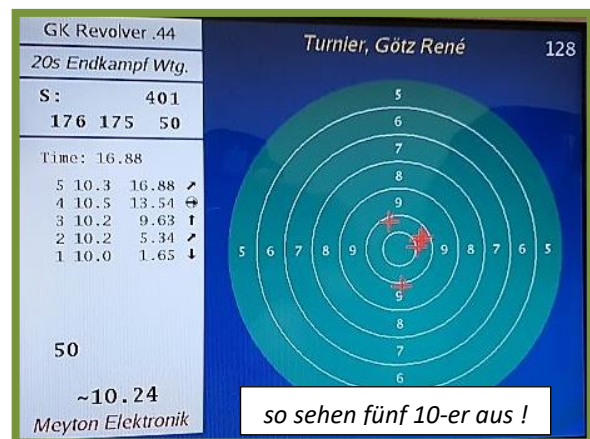 GK Revolver .44
20s Endkampf Wtg.
S: 401
176 175 50
Time: 16.88
5 10.3 16.88 ↗
4 10.5 13.54
3 10.2 9.63 ↑
2 10.2 5.34 ↗
1 10.0 1.65 ↓
50
~10.24
Meyton Elektronik
Turnier, Götz René 128
5
6
7
8
9
5 6 7 8 9 9 8 7 6 5
9
8
7
6
so sehen fünf 10-er aus !